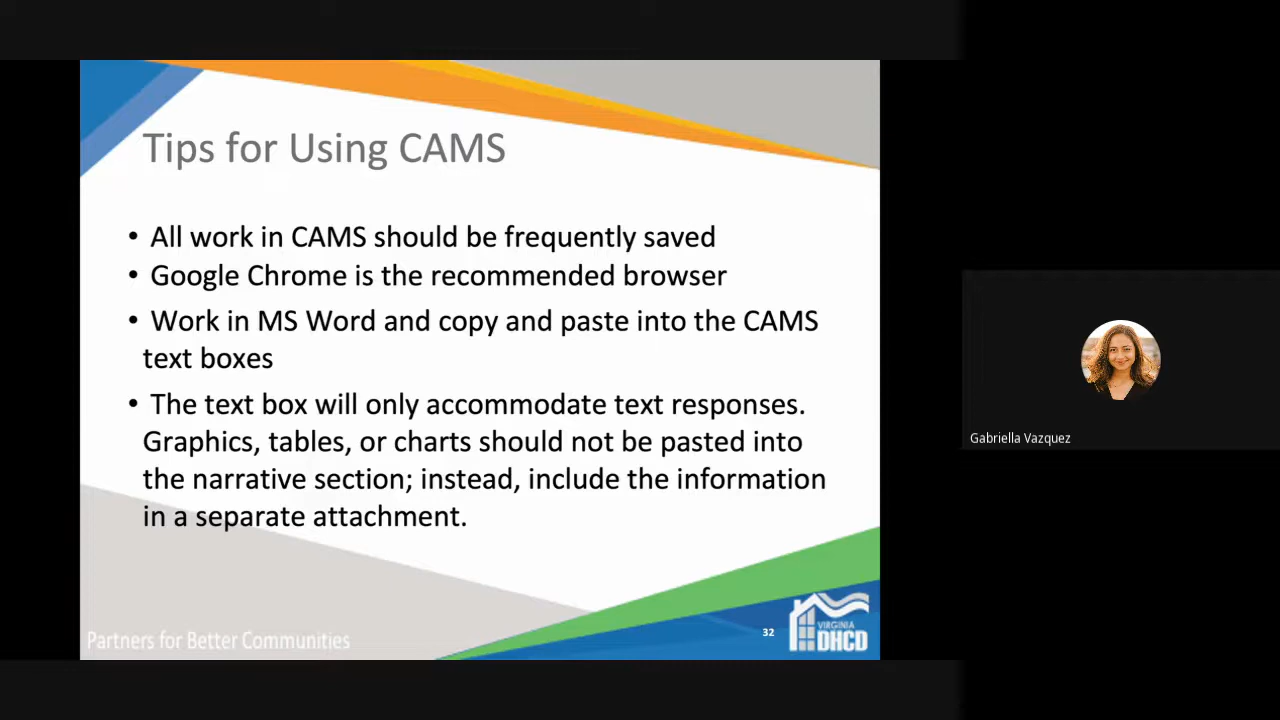 Tips for Using CAMS
• All work in CAMS should be frequently saved
• Google Chrome is the recommended browser
• Work in MS Word and copy and paste into the CAMS
text boxes
• The text box will only accommodate text responses.
Graphics, tables, or charts should not be pasted into
the narrative section; instead, include the information
in a separate attachment.
Partners for Better Communities
32
VIRGINIA
DHCD
Gabriella Vazquez